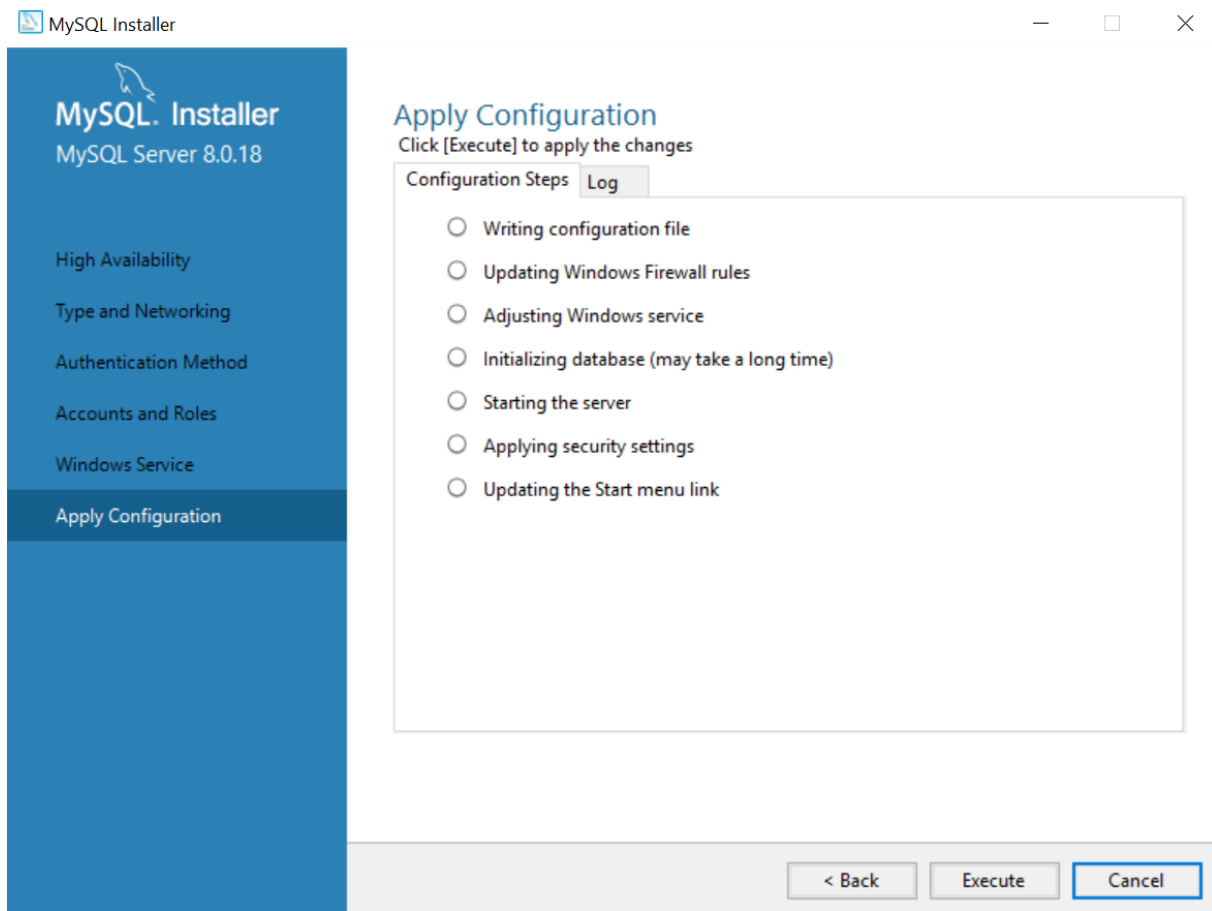 MySQL Installer
MySQL. Installer
MySQL Server 8.0.18
High Availability
Type and Networking
Authentication Method
Accounts and Roles
Windows Service
Apply Configuration
Apply Configuration
Click [Execute] to apply the changes
Configuration Steps
Log
Writing configuration file
Updating Windows Firewall rules
Adjusting Windows service
Initializing database (may take a long time)
Starting the server
Applying security settings
Updating the Start menu link
< Back
Execute
Cancel